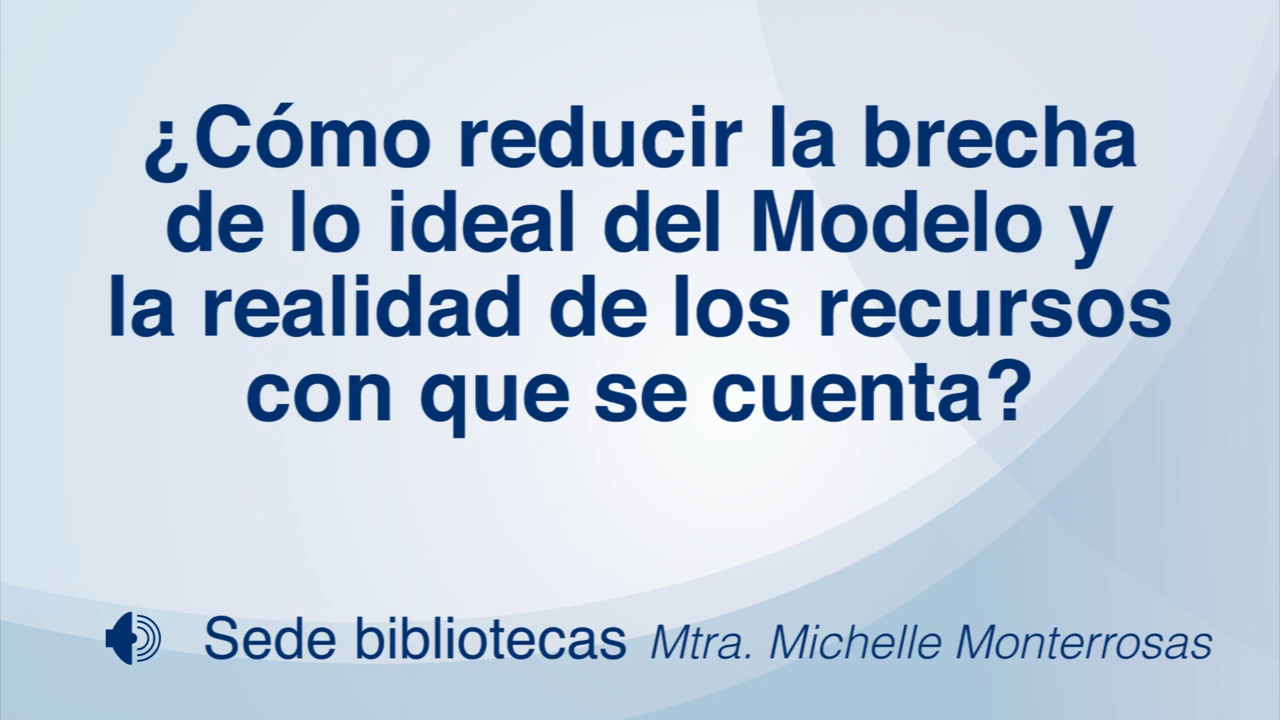 ¿Cómo reducir la brecha
de lo ideal del Modelo y
la realidad de los recursos
con que se cuenta?
Sede bibliotecas Mtra. Michelle Monterrosas